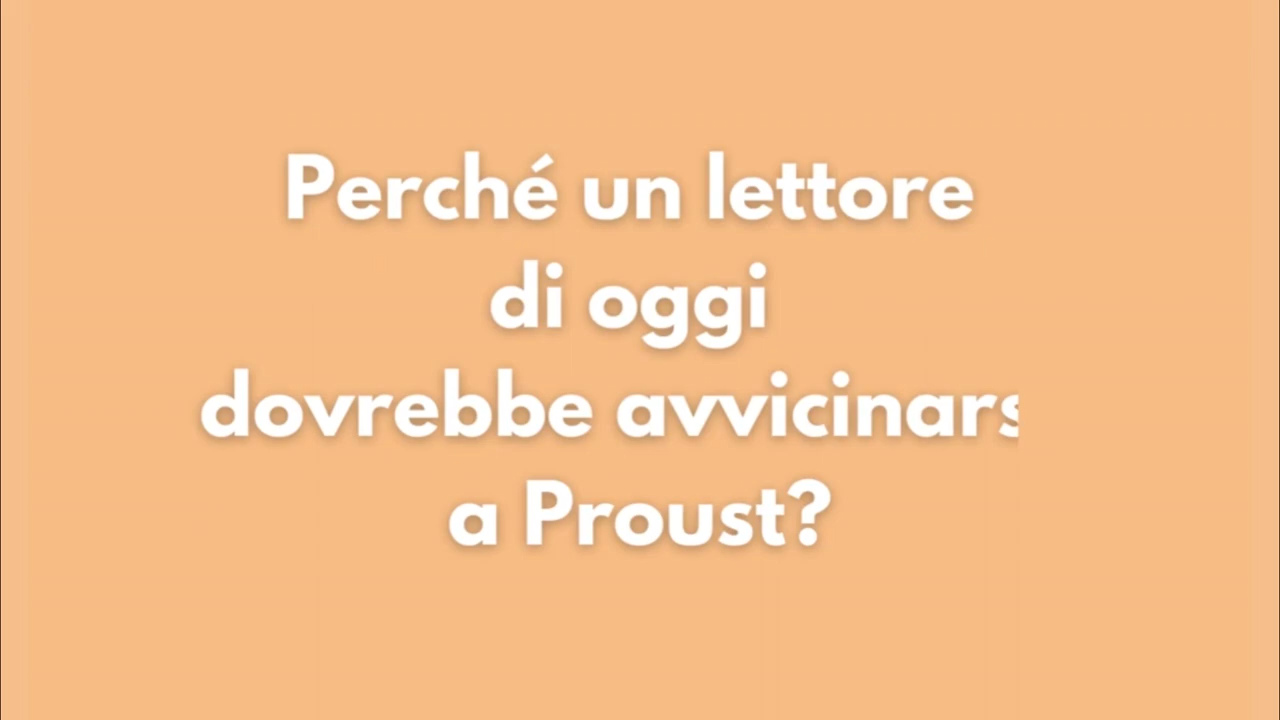 Perché un lettore
di oggi
dovrebbe avvicinars
a Proust?